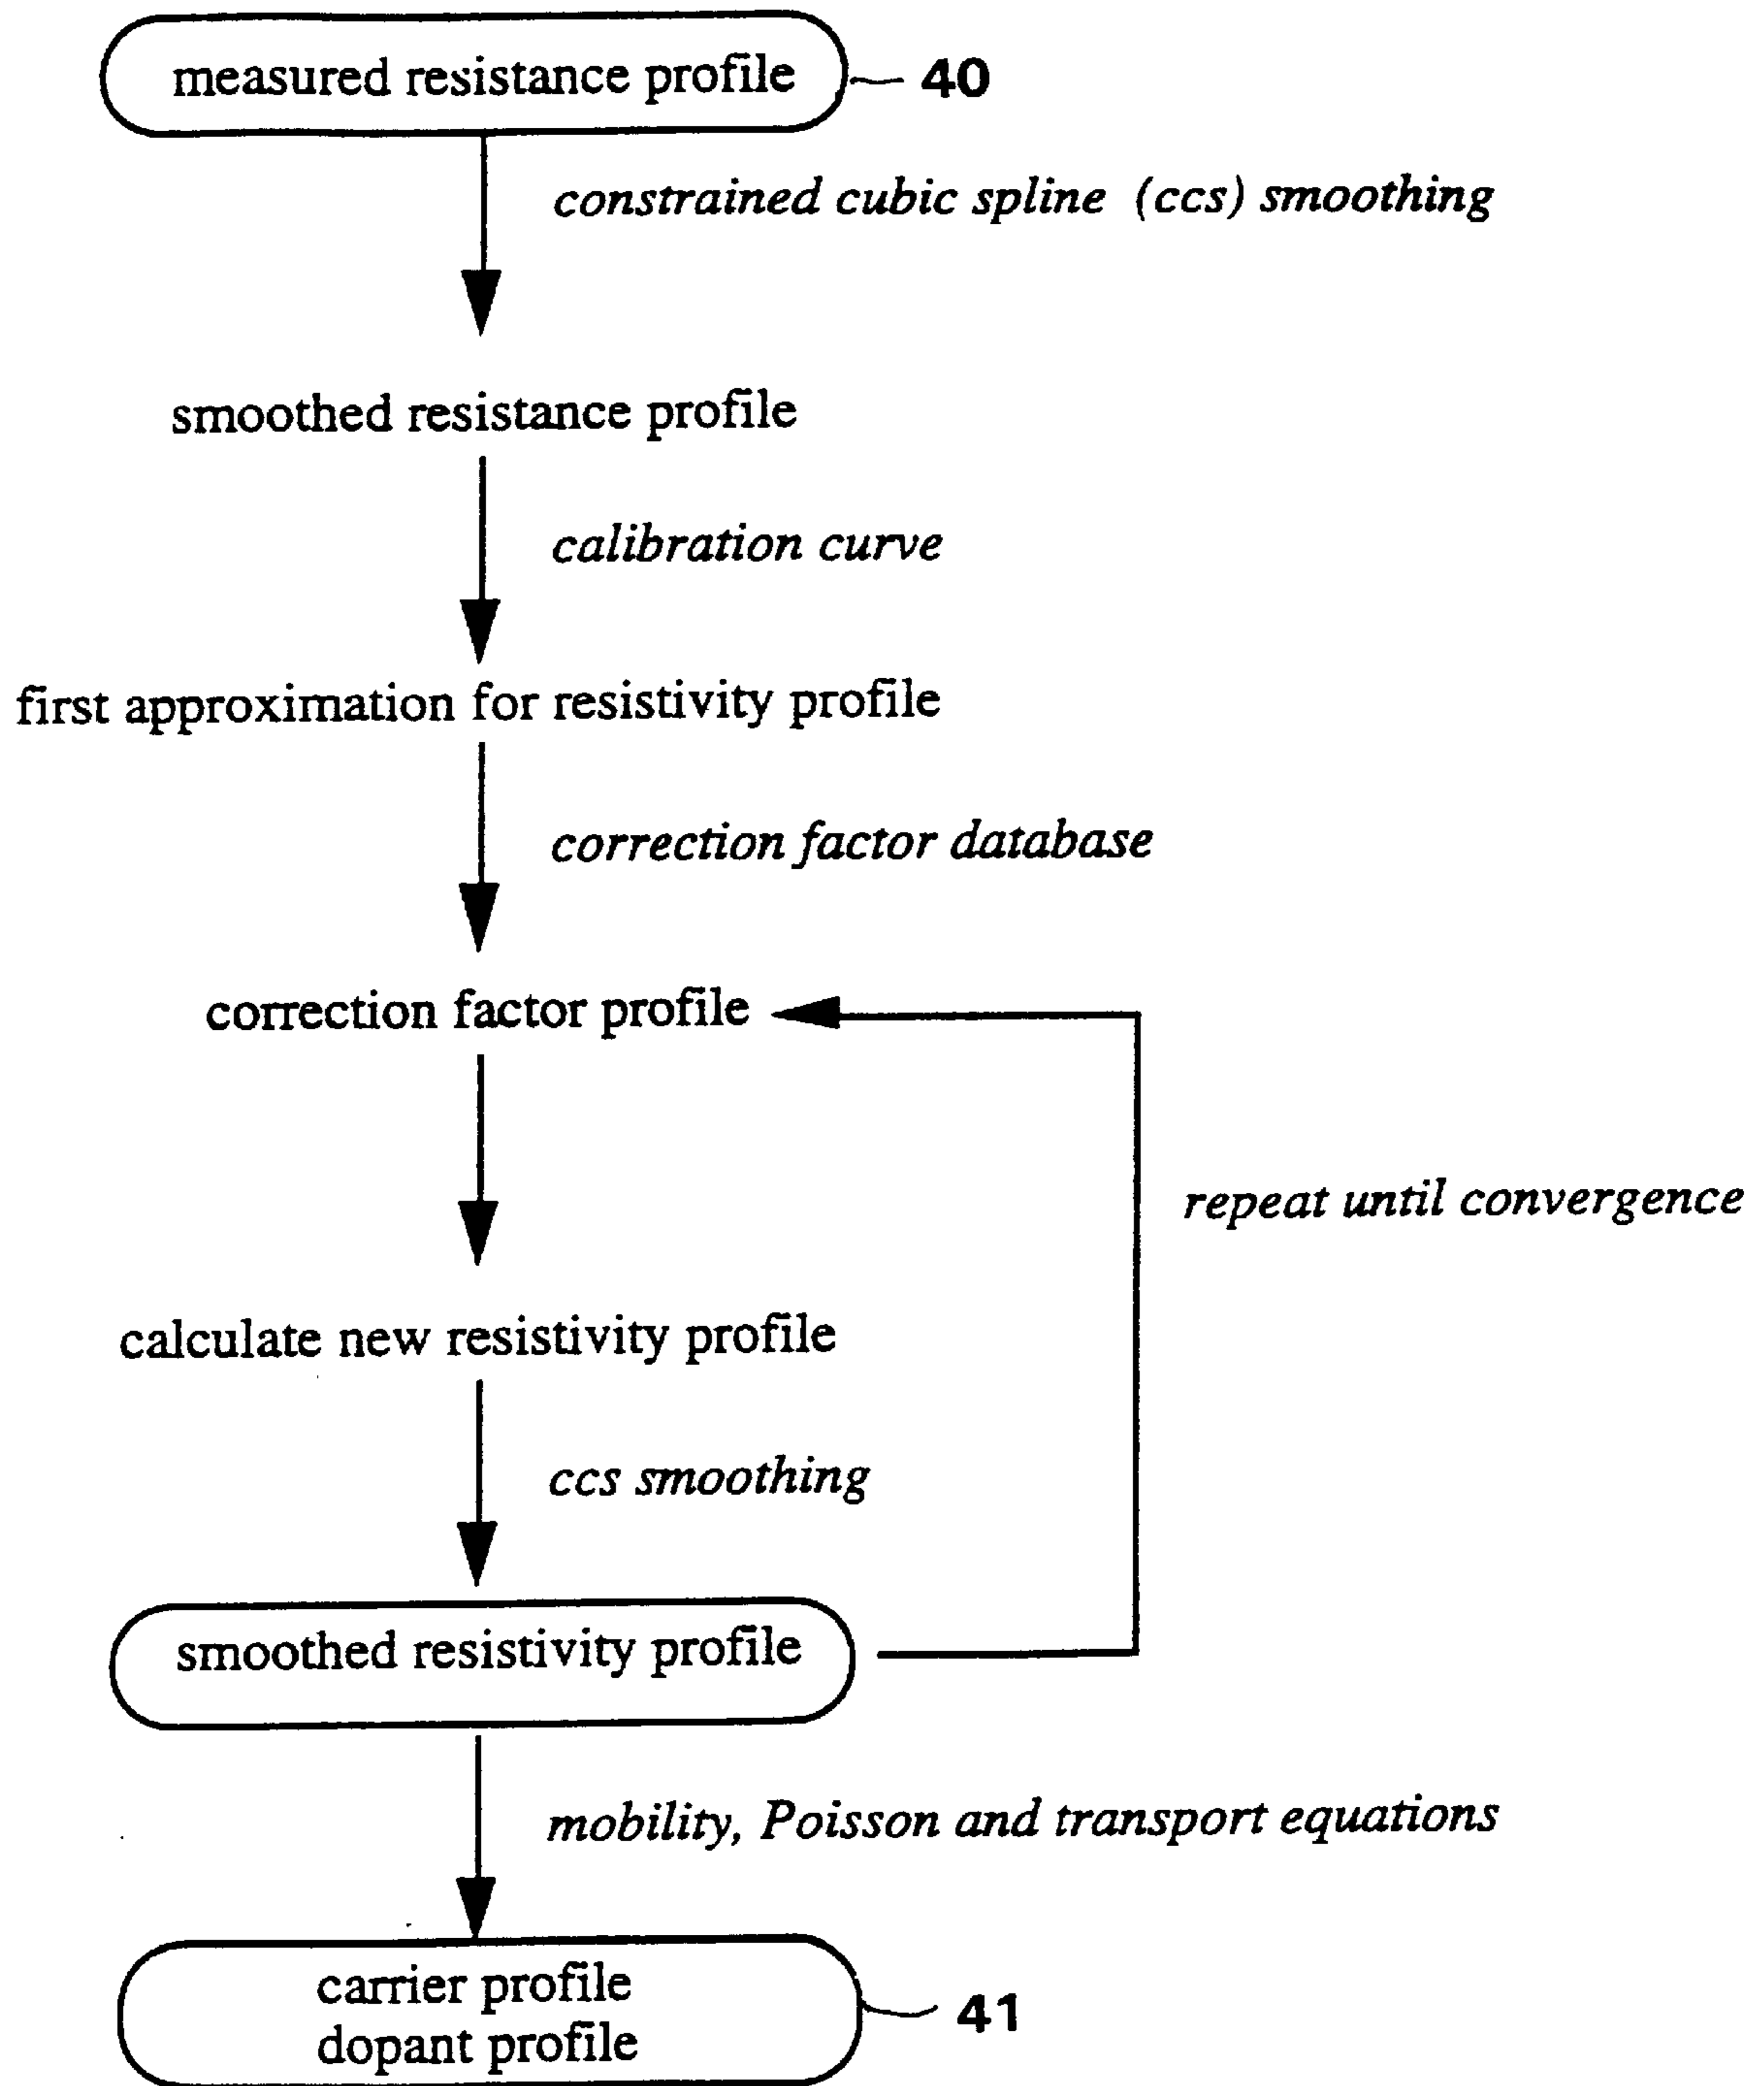 measured resistance profile 40
constrained cubic spline (ccs) smoothing
smoothed resistance profile
calibration curve
first approximation for resistivity profile
correction factor database
correction factor profile
repeat until convergence
calculate new resistivity profile
ccs smoothing
smoothed resistivity profile
mobility, Poisson and transport equations
carrier profile
dopant profile
41